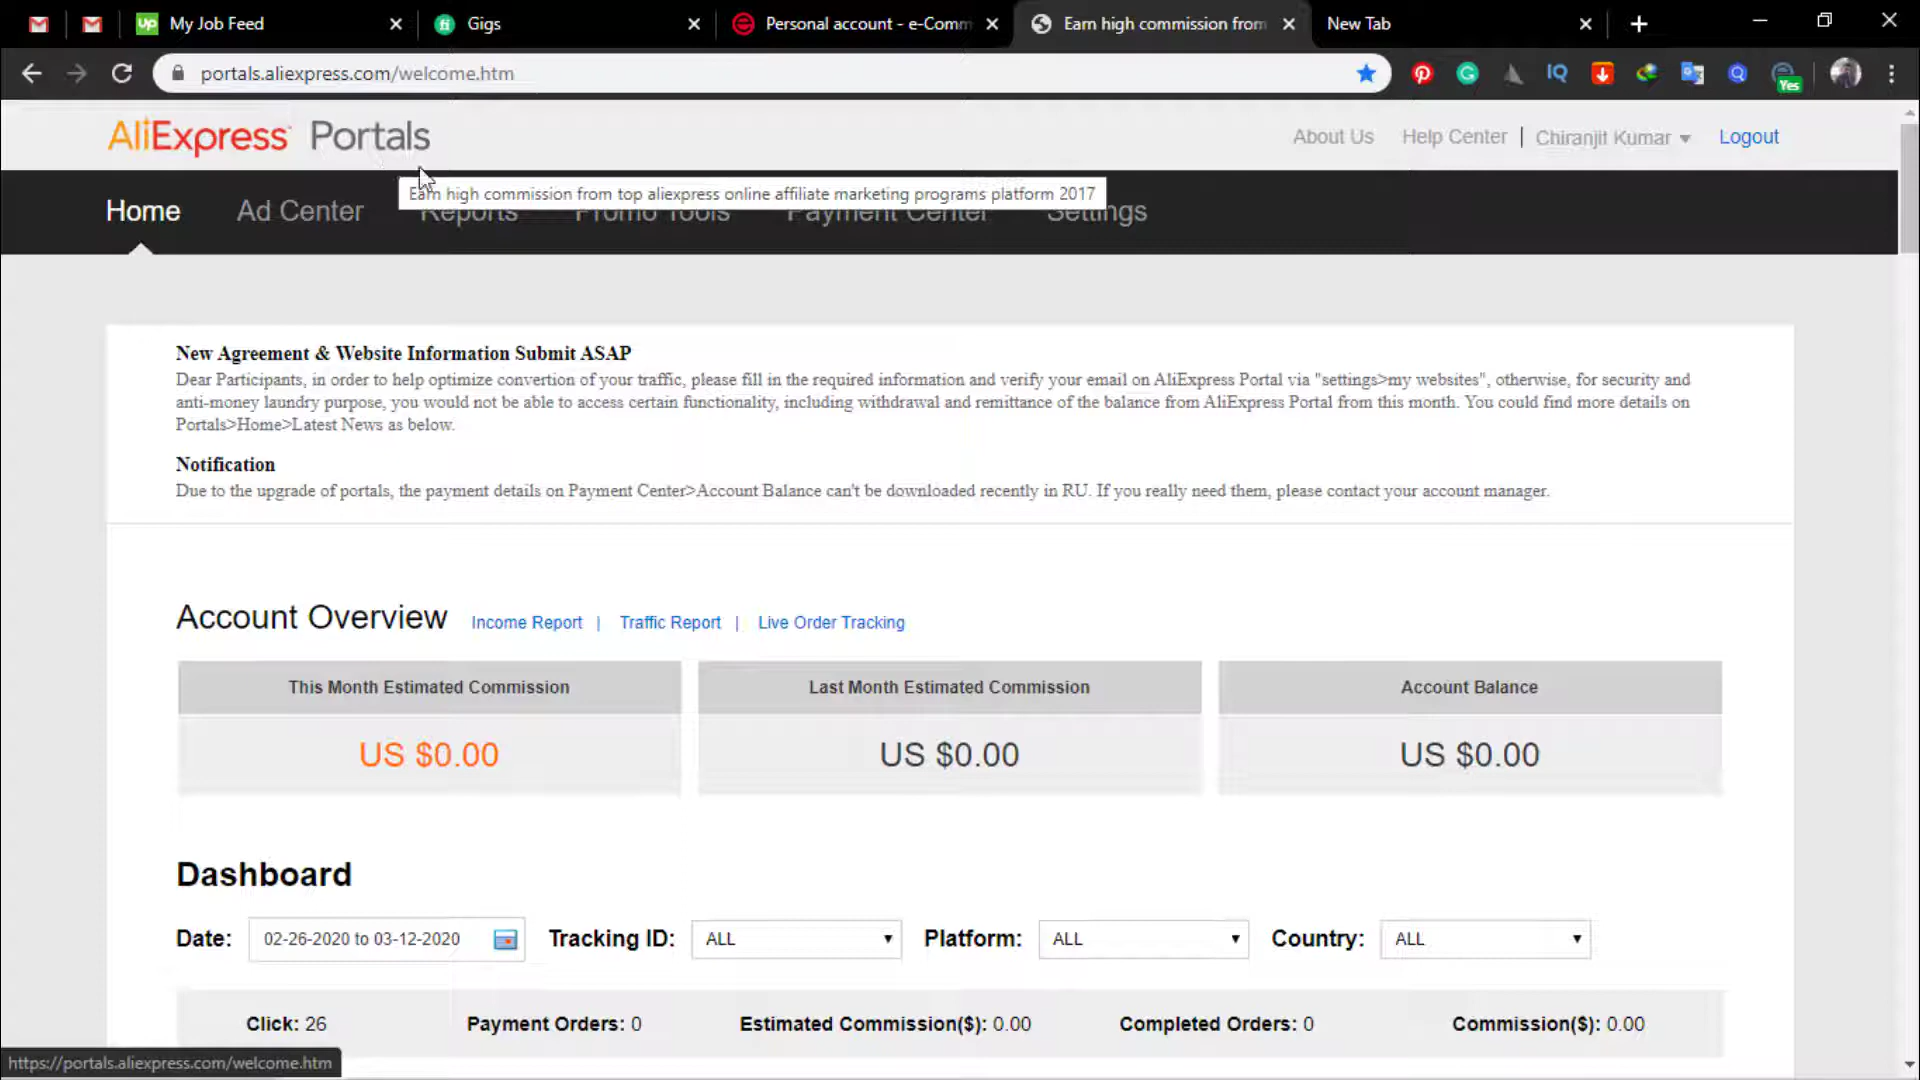 My Job Feed
Gigs
Personal account - e-Comm
Earn high commission from
New Tab
portals.aliexpress.com/welcome.htm
Yes
AliExpress Portals
About Us Help Center | Chiranjit Kumar Logout
Earn high commission from top aliexpress online affiliate marketing programs platform 2017
Home Ad Center Reports Promo Tools Payment Center Settings
New Agreement & Website Information Submit ASAP
Dear Participants, in order to help optimize convertion of your traffic, please fill in the required information and verify your email on AliExpress Portal via "settings>my websites", otherwise, for security and
anti-money laundry purpose, you would not be able to access certain functionality, including withdrawal and remittance of the balance from AliExpress Portal from this month. You could find more details on
Portals>Home>Latest News as below.
Notification
Due to the upgrade of portals, the payment details on Payment Center>Account Balance can't be downloaded recently in RU. If you really need them, please contact your account manager.
Account Overview Income Report | Traffic Report | Live Order Tracking
This Month Estimated Commission Last Month Estimated Commission Account Balance
US $0.00 US $0.00 US $0.00
Dashboard
Date: 02-26-2020 to 03-12-2020 Tracking ID: ALL Platform: ALL Country: ALL
Click: 26 Payment Orders: 0 Estimated Commission($): 0.00 Completed Orders: 0 Commission($): 0.00
https://portals.aliexpress.com/welcome.htm